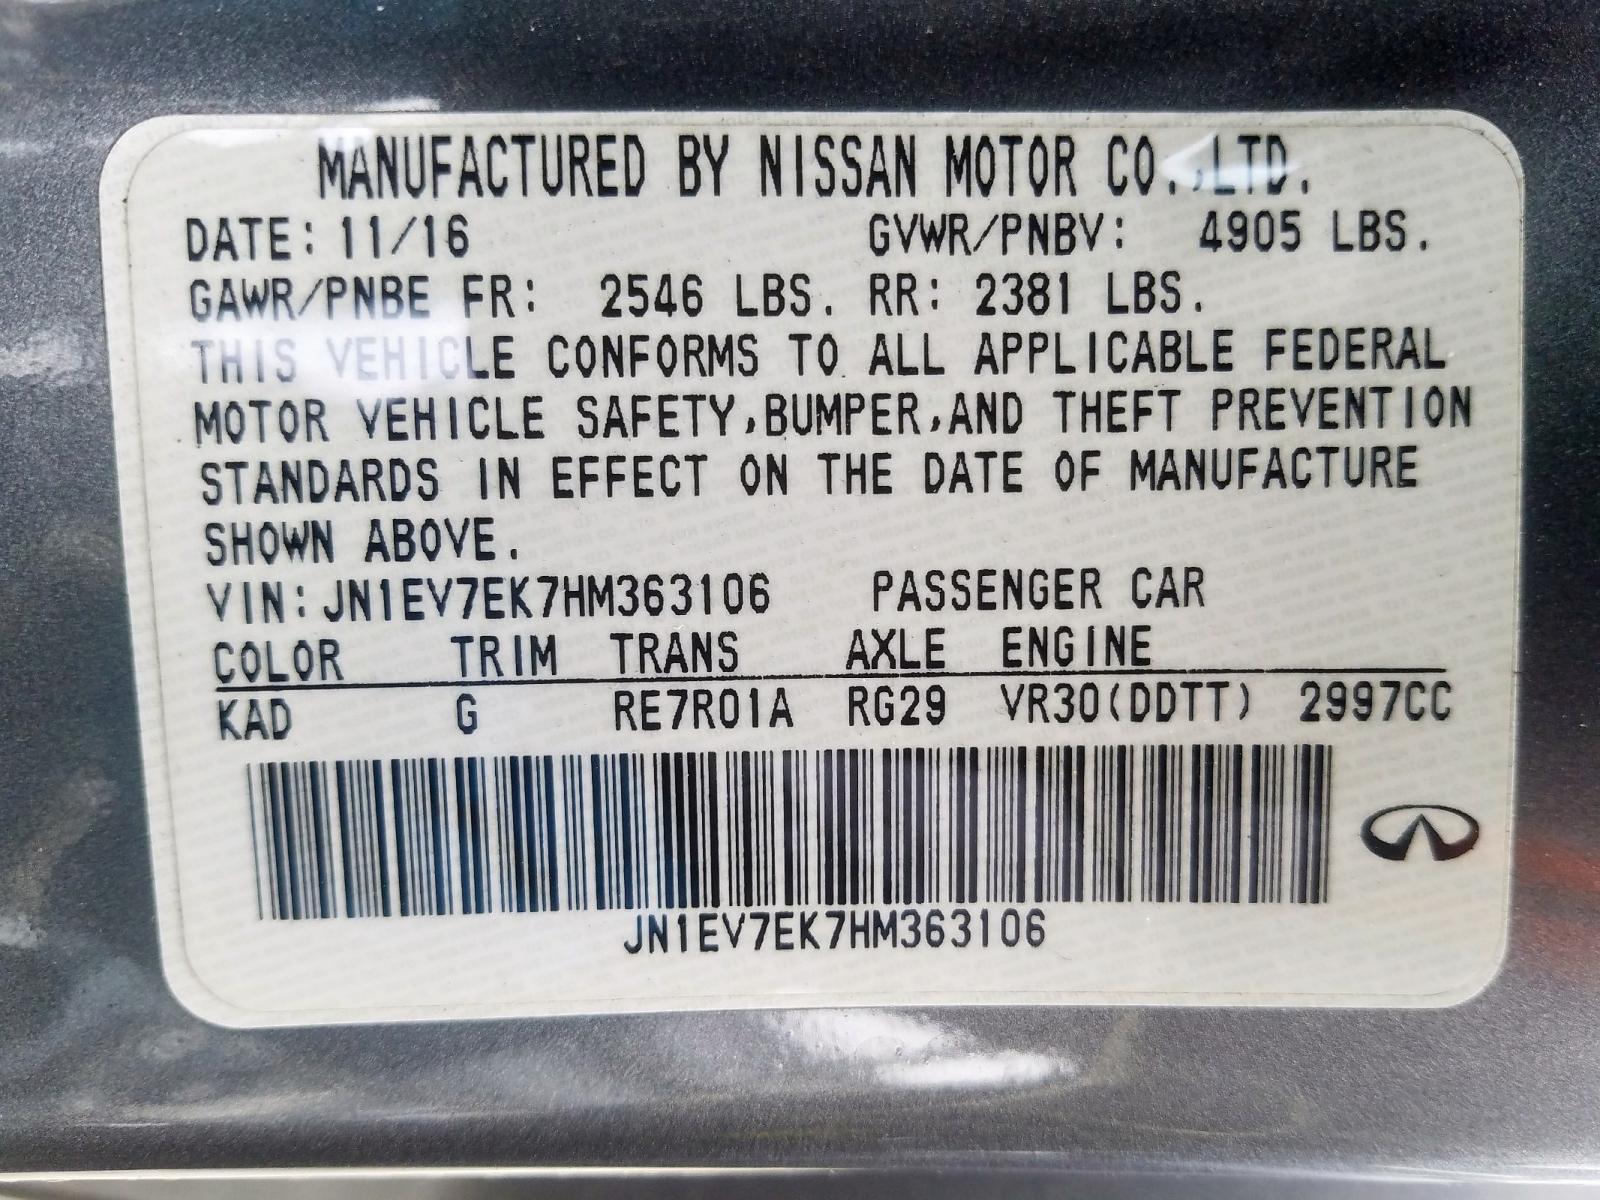 MANUFACTURED BY NISSAN MOTOR CO.,LTD.
DATE: 11/16 GVWR/PNBV: 4905 LBS.
GAWR/PNBE FR: 2546 LBS. RR: 2381 LBS.
THIS VEHICLE CONFORMS TO ALL APPLICABLE FEDERAL
MOTOR VEHICLE SAFETY,BUMPER,AND THEFT PREVENTION
STANDARDS IN EFFECT ON THE DATE OF MANUFACTURE
SHOWN ABOVE.
VIN:JN1EV7EK7HM363106 PASSENGER CAR
COLOR TRIM TRANS AXLE ENGINE
KAD G RE7R01A RG29 VR30(DDTT) 2997CC
JN1EV7EK7HM363106